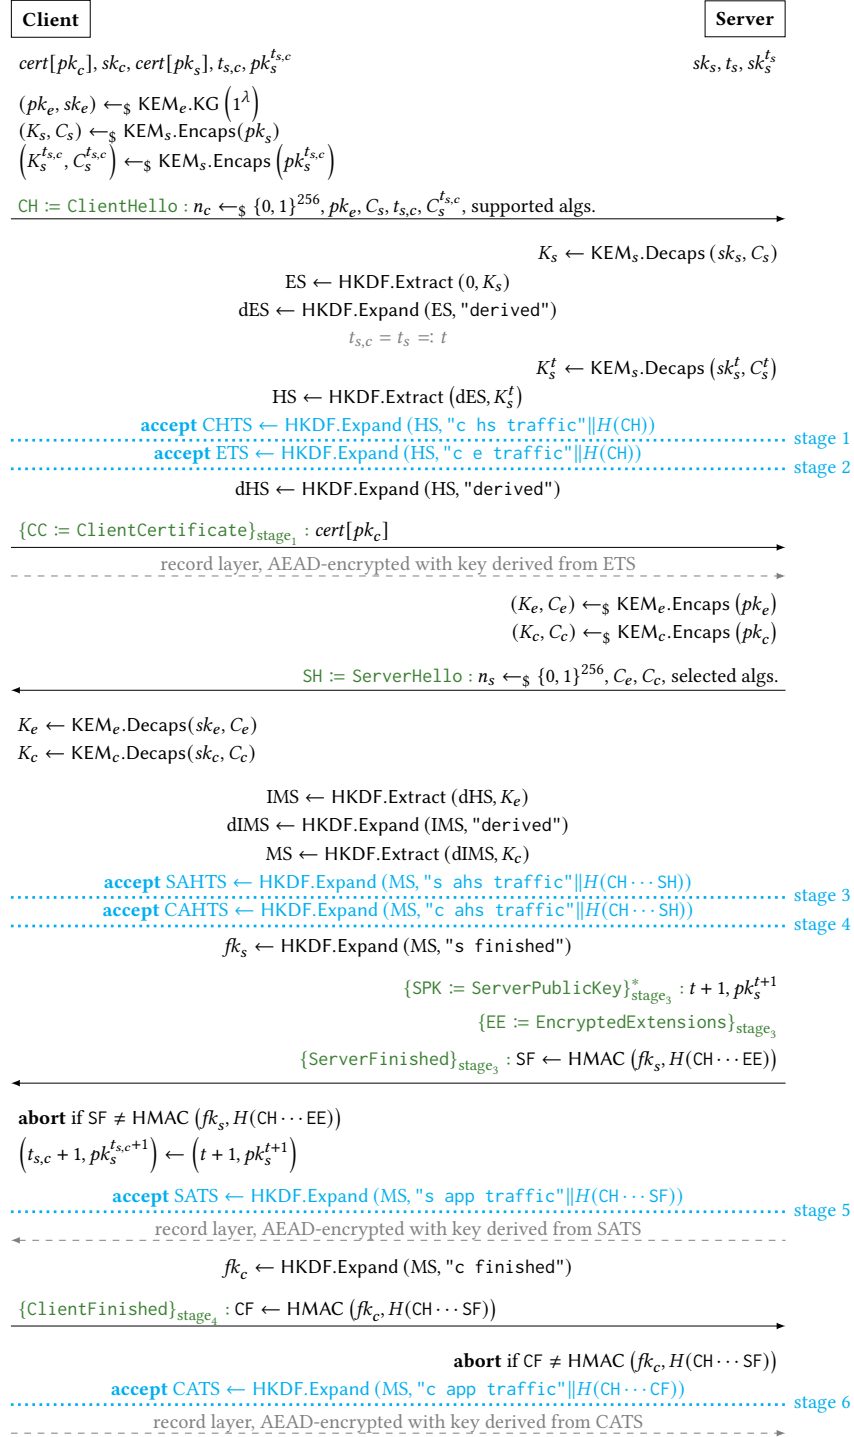 Client Server
cert[pk_c], sk_c, cert[pk_s], t_{s,c}, pk_s^{t_{s,c}} sk_s, t_s, sk_s^{t_s}
(pk_e, sk_e) ←$ KEM_e.KG (1^λ)
(K_s, C_s) ←$ KEM_s.Encaps(pk_s)
(K_s^{t_{s,c}}, C_s^{t_{s,c}}) ←$ KEM_s.Encaps (pk_s^{t_{s,c}})
CH := ClientHello : n_c ←$ {0, 1}^{256}, pk_e, C_s, t_{s,c}, C_s^{t_{s,c}}, supported algs.
K_s ← KEM_s.Decaps (sk_s, C_s)
ES ← HKDF.Extract (0, K_s)
dES ← HKDF.Expand (ES, "derived")
t_{s,c} = t_s =: t
K_s^t ← KEM_s.Decaps (sk_s^t, C_s^t)
HS ← HKDF.Extract (dES, K_s^t)
accept CHTS ← HKDF.Expand (HS, "c hs traffic"‖H(CH))
stage 1
accept ETS ← HKDF.Expand (HS, "c e traffic"‖H(CH))
stage 2
dHS ← HKDF.Expand (HS, "derived")
{CC := ClientCertificate}_{stage_1} : cert[pk_c]
record layer, AEAD-encrypted with key derived from ETS
(K_e, C_e) ←$ KEM_e.Encaps (pk_e)
(K_c, C_c) ←$ KEM_c.Encaps (pk_c)
SH := ServerHello : n_s ←$ {0, 1}^{256}, C_e, C_c, selected algs.
K_e ← KEM_e.Decaps(sk_e, C_e)
K_c ← KEM_c.Decaps(sk_c, C_c)
IMS ← HKDF.Extract (dHS, K_e)
dIMS ← HKDF.Expand (IMS, "derived")
MS ← HKDF.Extract (dIMS, K_c)
accept SAHTS ← HKDF.Expand (MS, "s ahs traffic"‖H(CH · · · SH))
stage 3
accept CAHTS ← HKDF.Expand (MS, "c ahs traffic"‖H(CH · · · SH))
stage 4
fk_s ← HKDF.Expand (MS, "s finished")
{SPK := ServerPublicKey}^*_{stage_3} : t + 1, pk_s^{t+1}
{EE := EncryptedExtensions}_{stage_3}
{ServerFinished}_{stage_3} : SF ← HMAC (fk_s, H(CH · · · EE))
abort if SF ≠ HMAC (fk_s, H(CH · · · EE))
(t_{s,c} + 1, pk_s^{t_{s,c}+1}) ← (t + 1, pk_s^{t+1})
accept SATS ← HKDF.Expand (MS, "s app traffic"‖H(CH · · · SF))
stage 5
record layer, AEAD-encrypted with key derived from SATS
fk_c ← HKDF.Expand (MS, "c finished")
{ClientFinished}_{stage_4} : CF ← HMAC (fk_c, H(CH · · · SF))
abort if CF ≠ HMAC (fk_c, H(CH · · · SF))
accept CATS ← HKDF.Expand (MS, "c app traffic"‖H(CH · · · CF))
stage 6
record layer, AEAD-encrypted with key derived from CATS